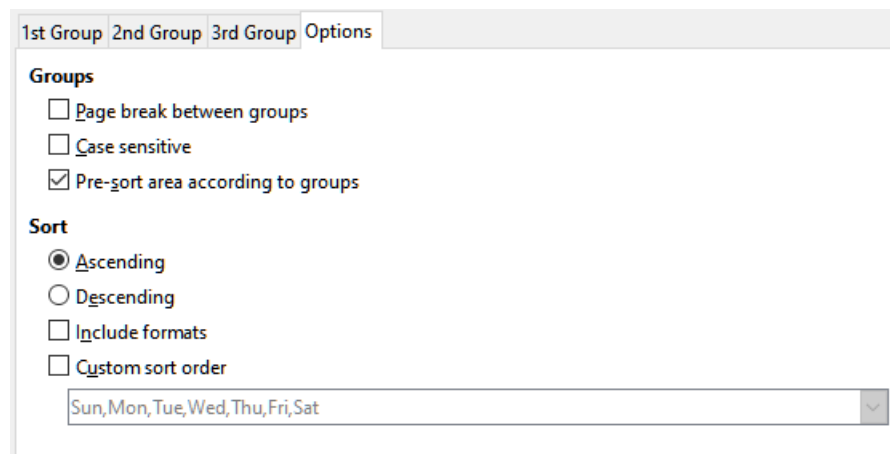 1st Group 2nd Group 3rd Group Options
Groups
Page break between groups
Case sensitive
Pre-sort area according to groups
Sort
Ascending
Descending
Include formats
Custom sort order
Sun,Mon,Tue,Wed,Thu,Fri,Sat